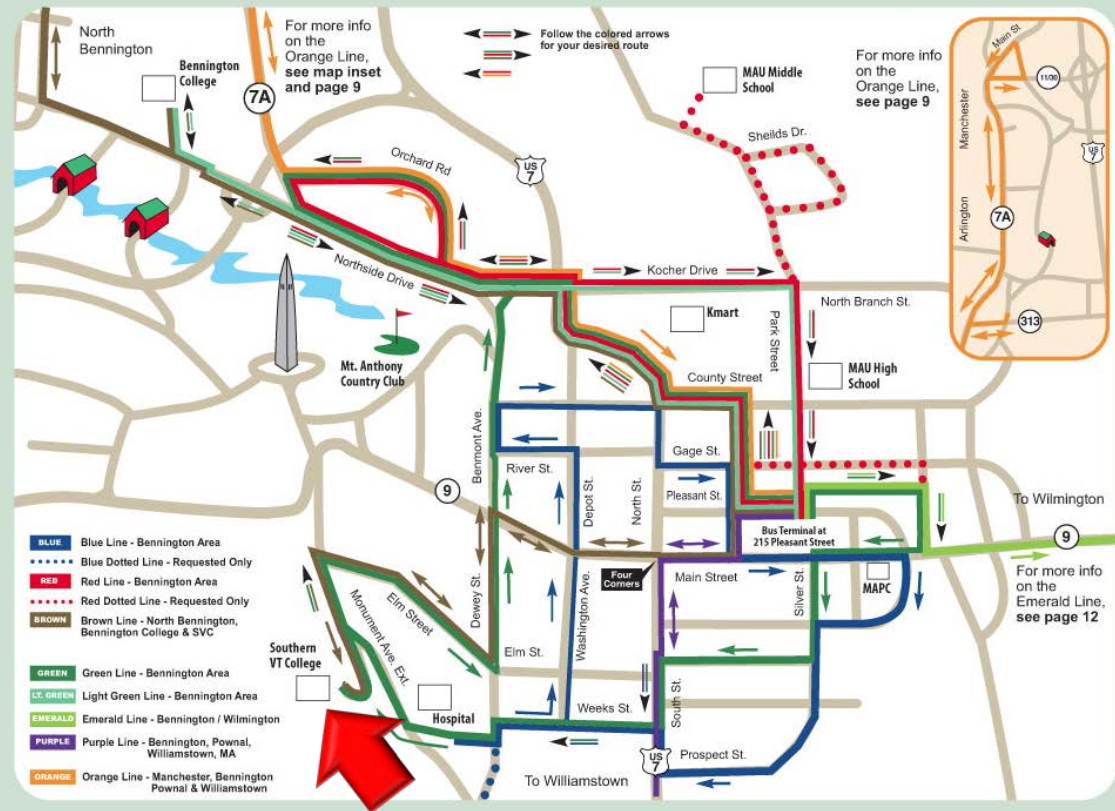 North
Bennington
Bennington
College
For more info
on the
Orange Line,
see map inset
and page 9
7A
Follow the colored arrows
for your desired route
MAU Middle
School
For more info
on the
Orange Line,
see page 9
Main St
11/30
Manchester
US
7
Arlington
7A
313
Sheilds Dr.
Orchard Rd
US
7
Northside Drive
Kocher Drive
North Branch St.
Kmart
Park Street
MAU High
School
Mt. Anthony
Country Club
County Street
Benmont Ave.
Gage St.
River St.
Depot St.
North St.
Pleasant St.
9
To Wilmington
9
Bus Terminal at
215 Pleasant Street
Four
Corners
Main Street
Silver St.
MAPC
For more info
on the
Emerald Line,
see page 12
Dewey St.
Washington Ave.
Elm Street
Monument Ave. Ext.
Elm St.
Southern
VT College
Hospital
Weeks St.
South St.
US
7
Prospect St.
To Williamstown
BLUE Blue Line - Bennington Area
Blue Dotted Line - Requested Only
RED Red Line - Bennington Area
Red Dotted Line - Requested Only
BROWN Brown Line - North Bennington,
Bennington College & SVC
GREEN Green Line - Bennington Area
LT. GREEN Light Green Line - Bennington Area
EMERALD Emerald Line - Bennington / Wilmington
PURPLE Purple Line - Bennington, Pownal,
Williamstown, MA
ORANGE Orange Line - Manchester, Bennington
Pownal & Williamstown